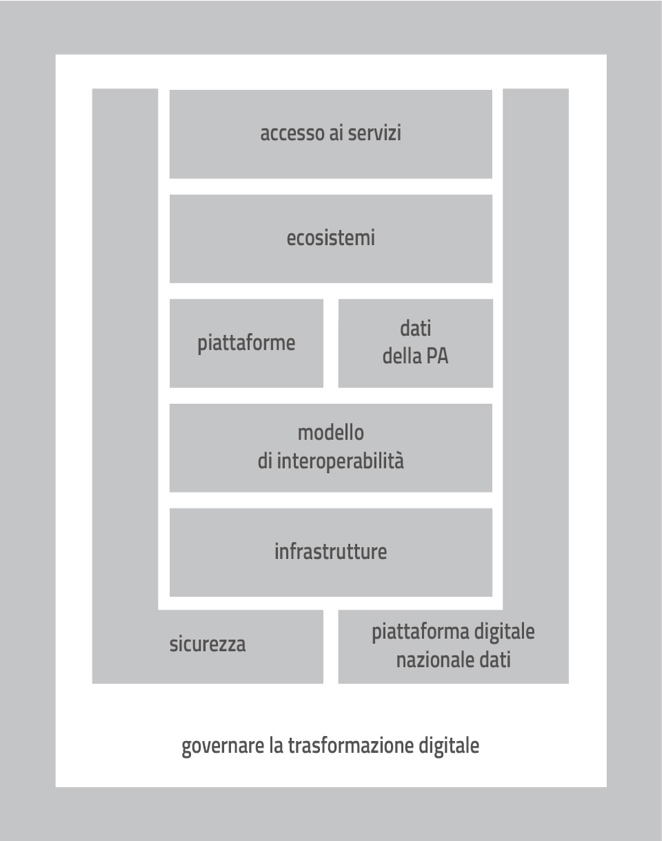 accesso ai servizi
ecosistemi
piattaforme
dati
della PA
modello
di interoperabilità
infrastrutture
sicurezza
piattaforma digitale
nazionale dati
governare la trasformazione digitale